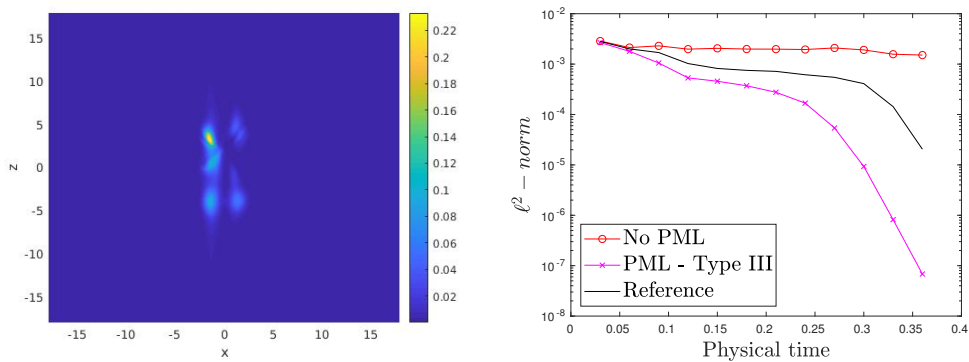 15
10
5
0
-5
-10
-15
z
-15 -10 -5 0 5 10 15
x
0.22
0.2
0.18
0.16
0.14
0.12
0.1
0.08
0.06
0.04
0.02
10⁻²
10⁻³
10⁻⁴
10⁻⁵
10⁻⁶
10⁻⁷
10⁻⁸
ℓ² − norm
No PML
PML - Type III
Reference
0 0.05 0.1 0.15 0.2 0.25 0.3 0.35 0.4
Physical time